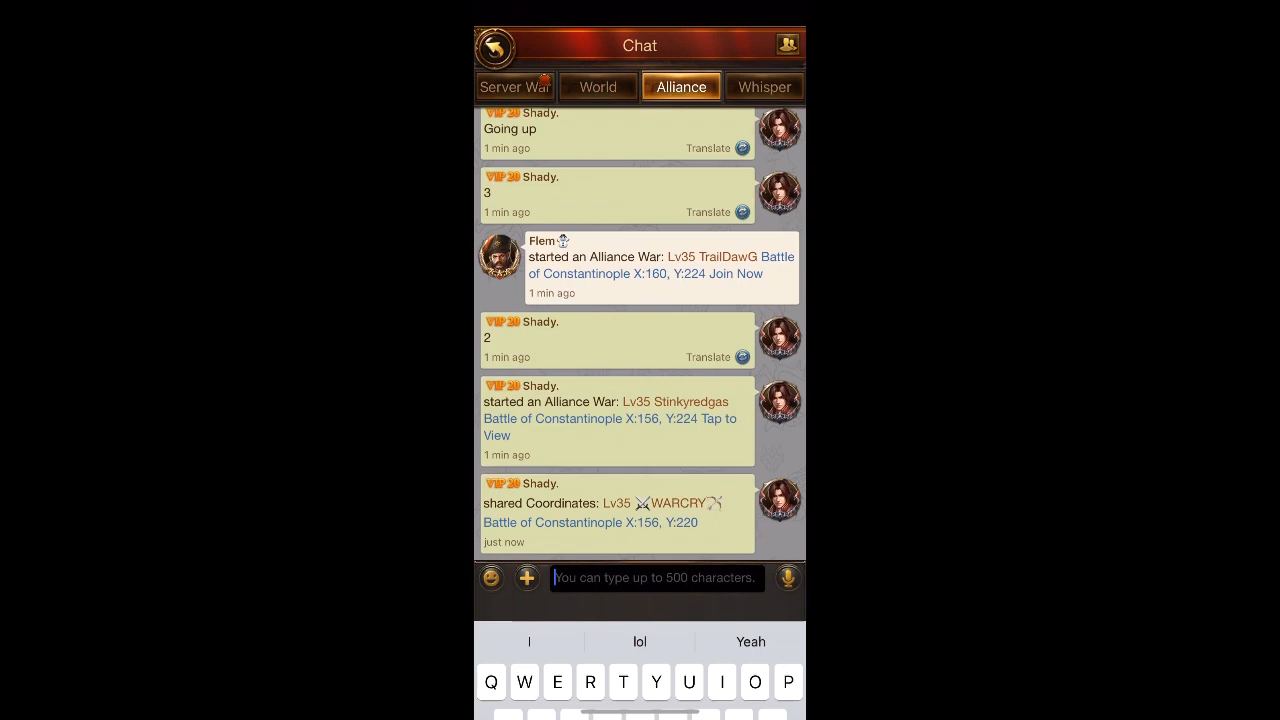 Chat
Server War
World
Alliance
Whisper
VIP 20 Shady.
Going up
1 min ago
Translate
VIP 20 Shady.
3
1 min ago
Translate
Flem⛄
started an Alliance War: Lv35 TrailDawG Battle
of Constantinople X:160, Y:224 Join Now
1 min ago
VIP 20 Shady.
2
1 min ago
Translate
VIP 20 Shady.
started an Alliance War: Lv35 Stinkyredgas
Battle of Constantinople X:156, Y:224 Tap to
View
1 min ago
VIP 20 Shady.
shared Coordinates: Lv35 ⚔WARCRY🏹
Battle of Constantinople X:156, Y:220
just now
You can type up to 500 characters.
I
lol
Yeah
Q W E R T Y U I O P